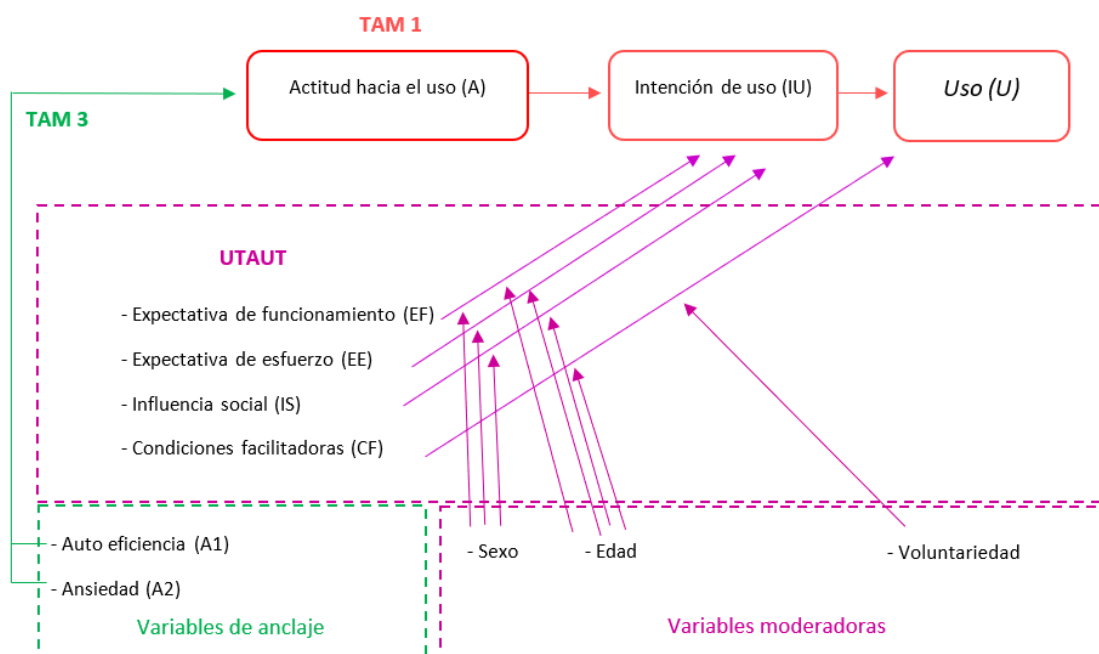 TAM 1
Actitud hacia el uso (A)
Intención de uso (IU)
Uso (U)
TAM 3
UTAUT
- Expectativa de funcionamiento (EF)
- Expectativa de esfuerzo (EE)
- Influencia social (IS)
- Condiciones facilitadoras (CF)
- Auto eficiencia (A1)
- Ansiedad (A2)
Variables de anclaje
- Sexo
- Edad
- Voluntariedad
Variables moderadoras